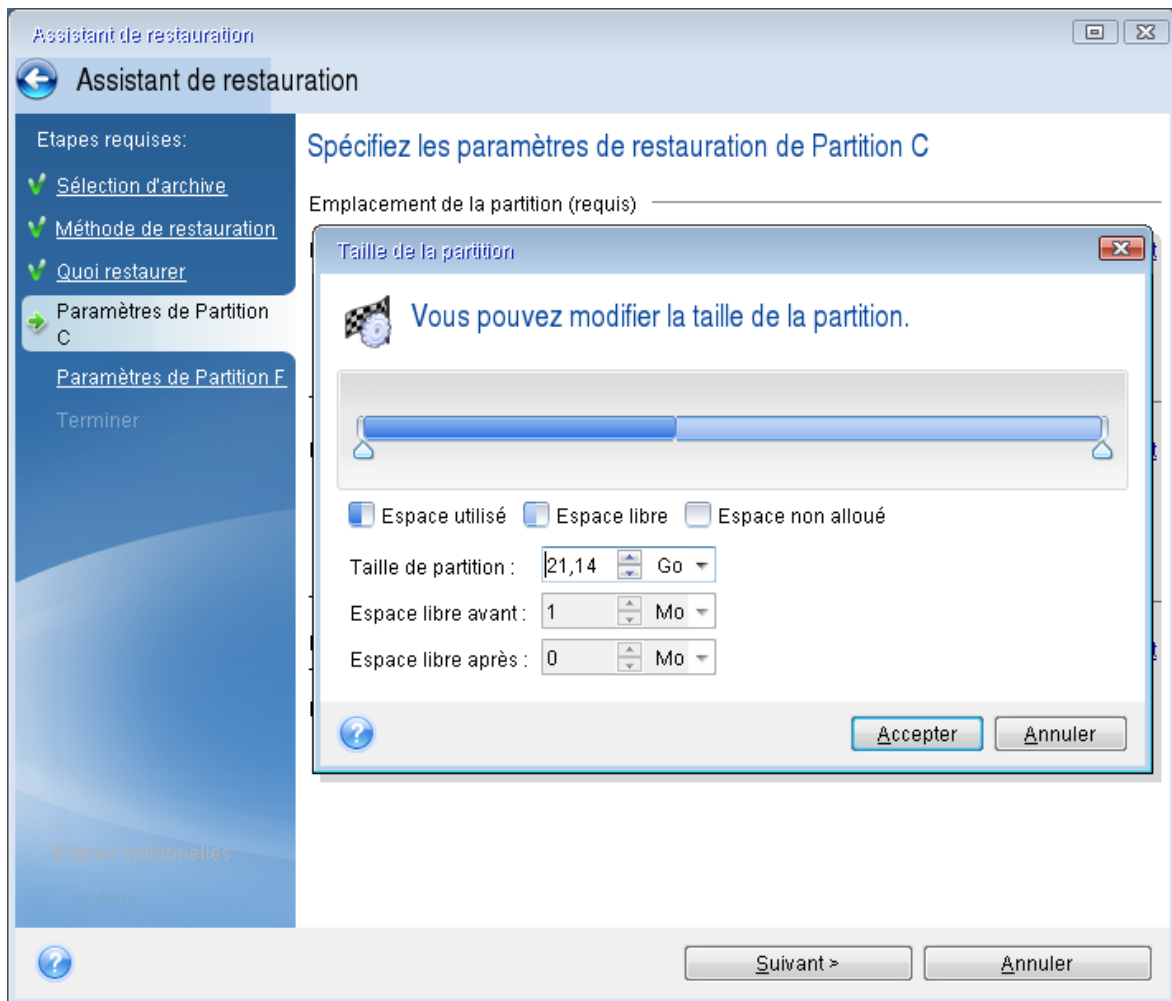 Assistant de restauration
Assistant de restauration
Etapes requises:
Sélection d'archive
Méthode de restauration
Quoi restaurer
Paramètres de Partition
C
Paramètres de Partition F
Terminer
Etapes optionnelles:
Options
Spécifiez les paramètres de restauration de Partition C
Emplacement de la partition (requis)
Taille de la partition
Vous pouvez modifier la taille de la partition.
Espace utilisé Espace libre Espace non alloué
Taille de partition : 21,14 Go
Espace libre avant : 1 Mo
Espace libre après : 0 Mo
Accepter Annuler
Suivant > Annuler